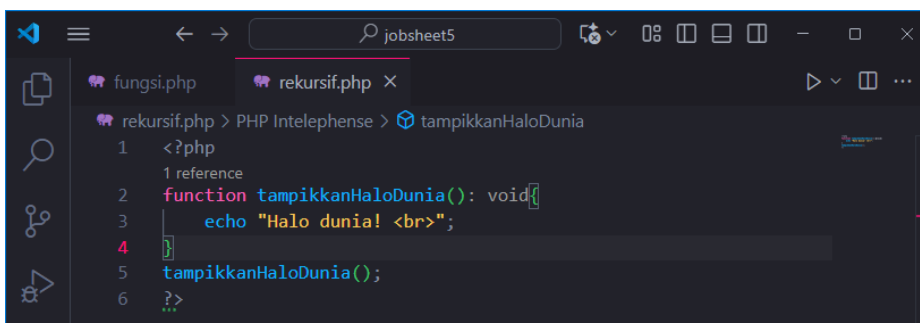 jobsheet5
fungsi.php
rekursif.php
rekursif.php > PHP Intelephense > tampikkanHaloDunia
1 <?php
1 reference
2 function tampikkanHaloDunia(): void{
3 echo "Halo dunia! <br>";
4 }
5 tampikkanHaloDunia();
6 ?>